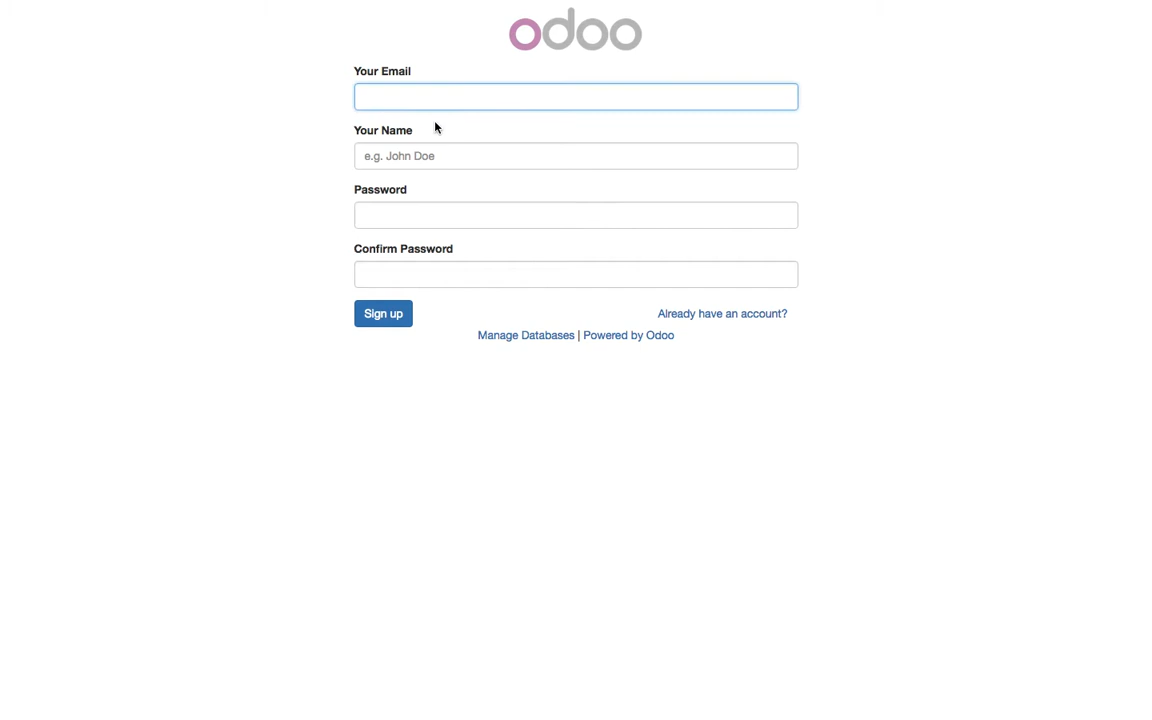 odoo
Your Email
Your Name
e.g. John Doe
Password
Confirm Password
Sign up
Already have an account?
Manage Databases | Powered by Odoo